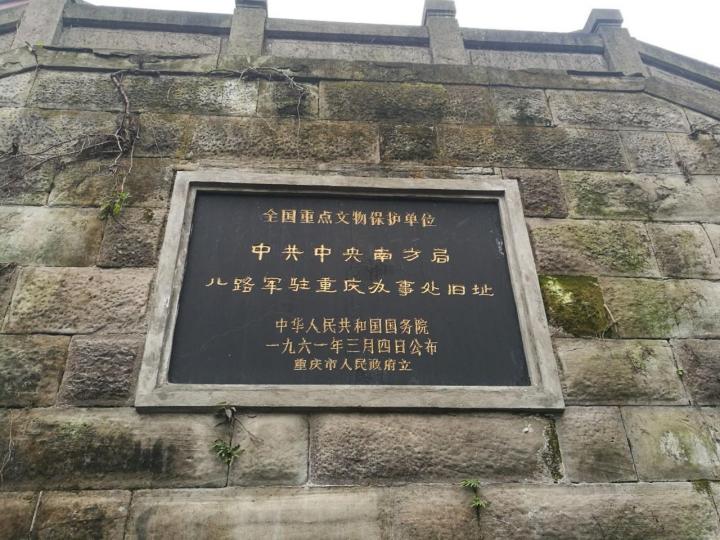 全国重点文物保护单位
中共中央南方局
八路军驻重庆办事处旧址
中华人民共和国国务院
一九六一年三月四日公布
重庆市人民政府立